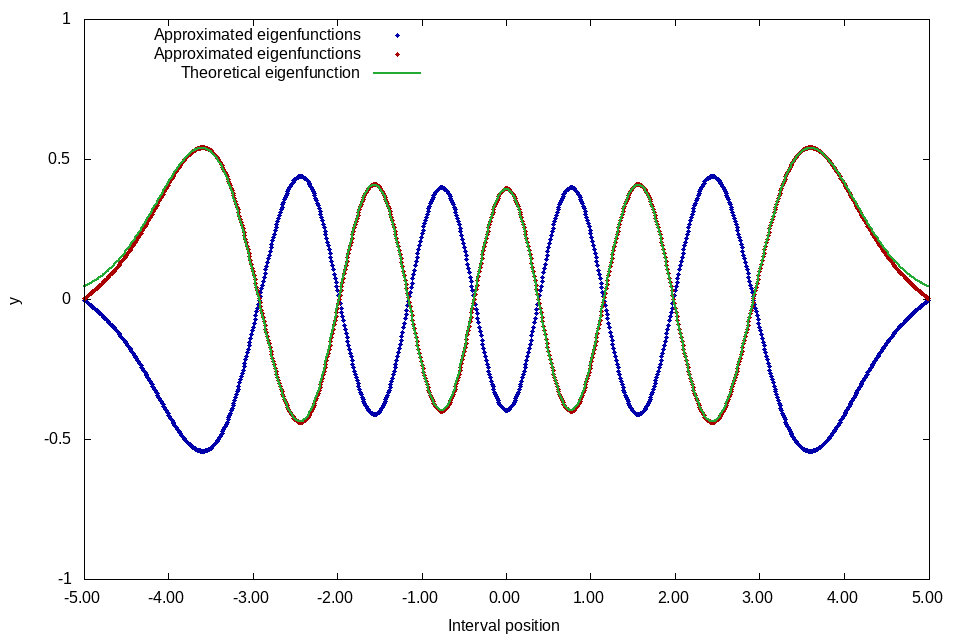 Approximated eigenfunctions
Approximated eigenfunctions
Theoretical eigenfunction
1
0.5
0
-0.5
-1
y
-5.00 -4.00 -3.00 -2.00 -1.00 0.00 1.00 2.00 3.00 4.00 5.00
Interval position